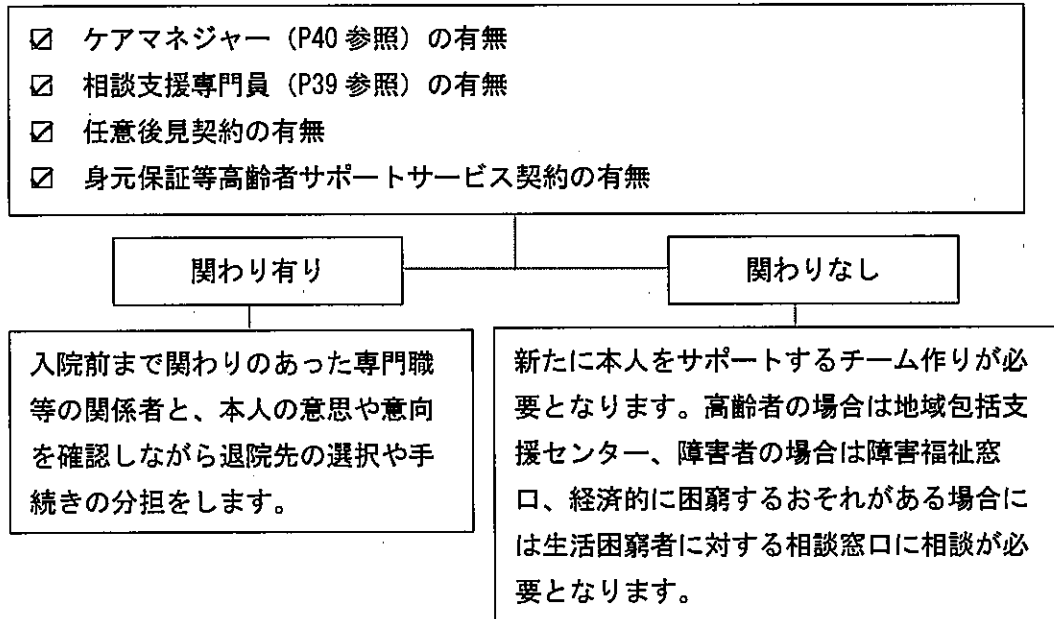 ☑ ケアマネジャー（P40 参照）の有無
☑ 相談支援専門員（P39 参照）の有無
☑ 任意後見契約の有無
☑ 身元保証等高齢者サポートサービス契約の有無
関わり有り
関わりなし
入院前まで関わりのあった専門職
等の関係者と、本人の意思や意向
を確認しながら退院先の選択や手
続きの分担をします。
新たに本人をサポートするチーム作りが必
要となります。高齢者の場合は地域包括支
援センター、障害者の場合は障害福祉窓
口、経済的に困窮するおそれがある場合に
は生活困窮者に対する相談窓口に相談が必
要となります。